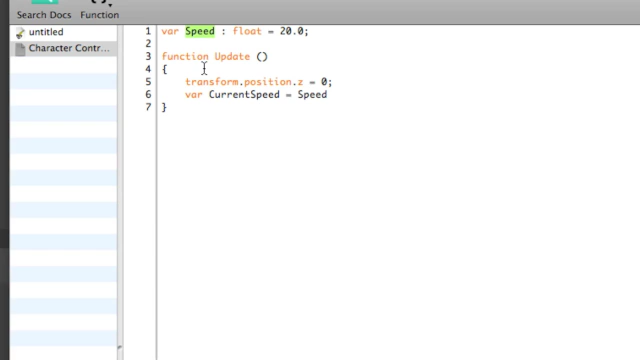 Search Docs Function
untitled
Character Contr...
1 var Speed : float = 20.0;
2
3 function Update ()
4 {
5 transform.position.z = 0;
6 var CurrentSpeed = Speed
7 }